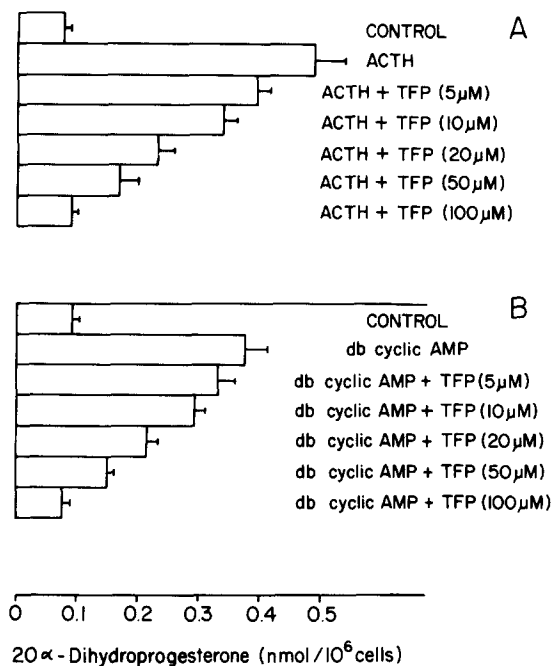 A
CONTROL
ACTH
ACTH + TFP (5μM)
ACTH + TFP (10μM)
ACTH + TFP (20μM)
ACTH + TFP (50μM)
ACTH + TFP (100μM)
B
CONTROL
db cyclic AMP
db cyclic AMP + TFP (5μM)
db cyclic AMP + TFP (10μM)
db cyclic AMP + TFP (20μM)
db cyclic AMP + TFP (50μM)
db cyclic AMP + TFP (100μM)
0 0.1 0.2 0.3 0.4 0.5
20 ∝-Dihydroprogesterone (nmol/10⁶ cells)